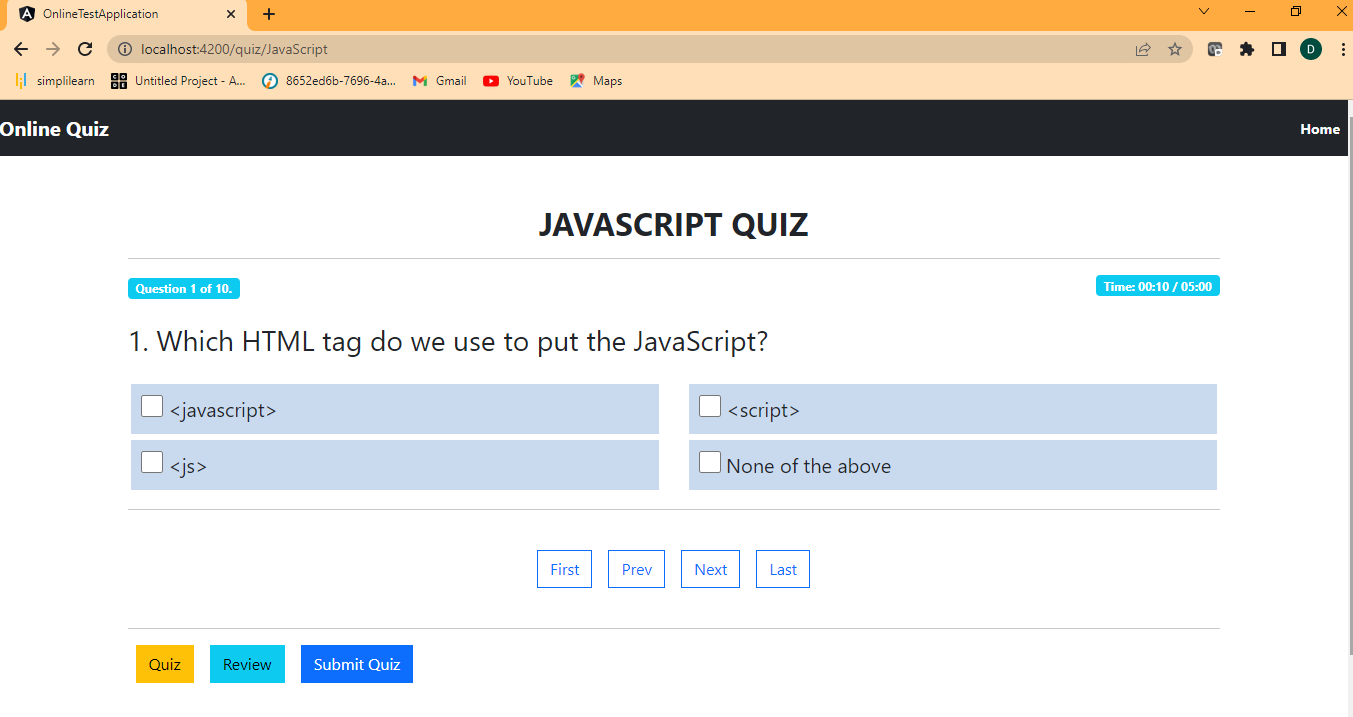 OnlineTestApplication
localhost:4200/quiz/JavaScript
D
simplilearn CODE Untitled Project - A... 8652ed6b-7696-4a... Gmail YouTube Maps
Online Quiz Home
JAVASCRIPT QUIZ
Question 1 of 10. Time: 00:10 / 05:00
1. Which HTML tag do we use to put the JavaScript?
<javascript> <script>
<js> None of the above
First Prev Next Last
Quiz Review Submit Quiz